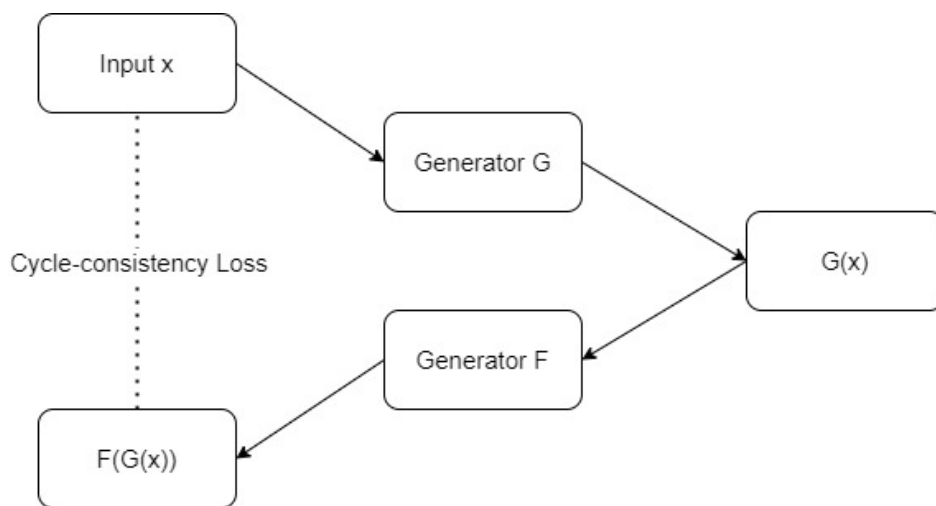 Input x
Generator G
G(x)
Cycle-consistency Loss
Generator F
F(G(x))